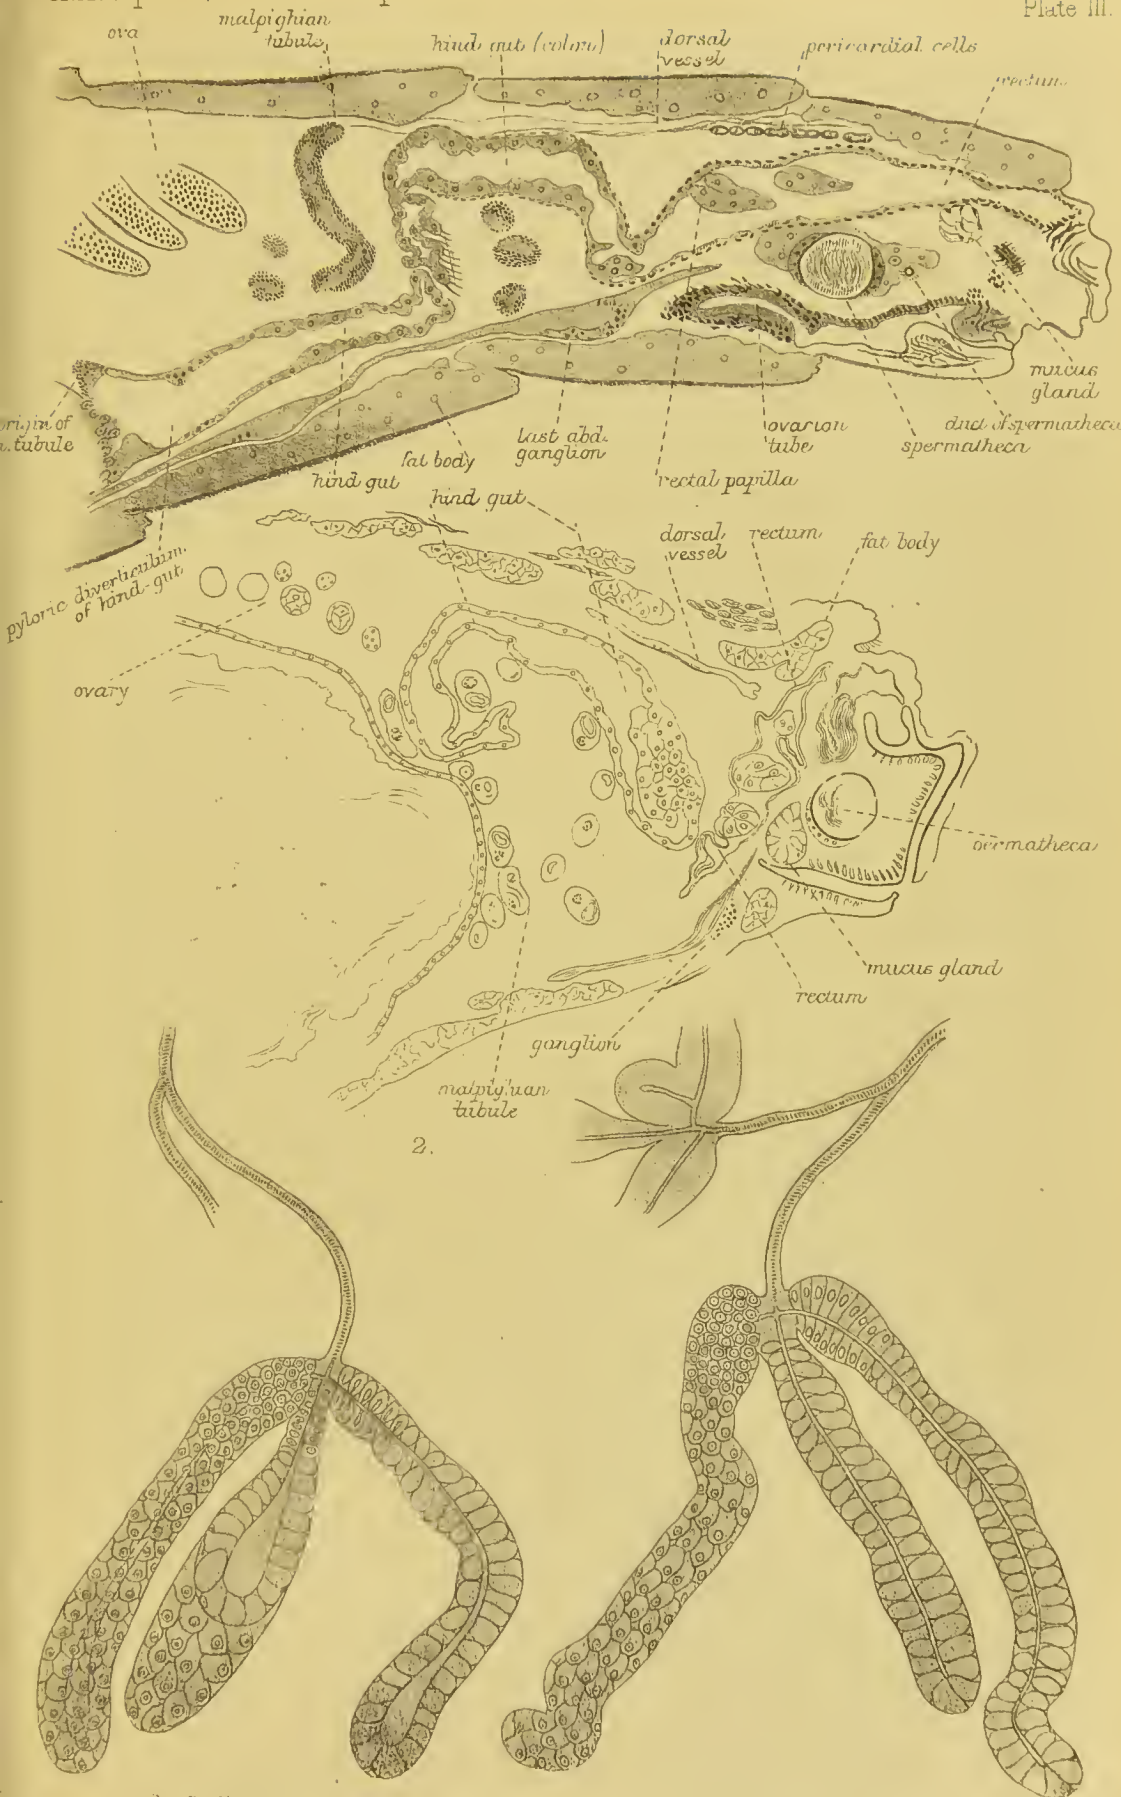 Plate III.
ova
malpighian
tubule
hind gut (colon)
dorsal
vessel
pericardial cells
rectum
origin of
tubule
hind gut
fat body
last abd.
ganglion
rectal papilla
ovarion
tube
spermatheca
duct of spermatheca
mucus
gland
pyloric diverticulum
of hind-gut
hind gut
dorsal
vessel
rectum
fat body
ovary
permatheca
mucus gland
rectum
ganglion
malpighian
tubule
2.